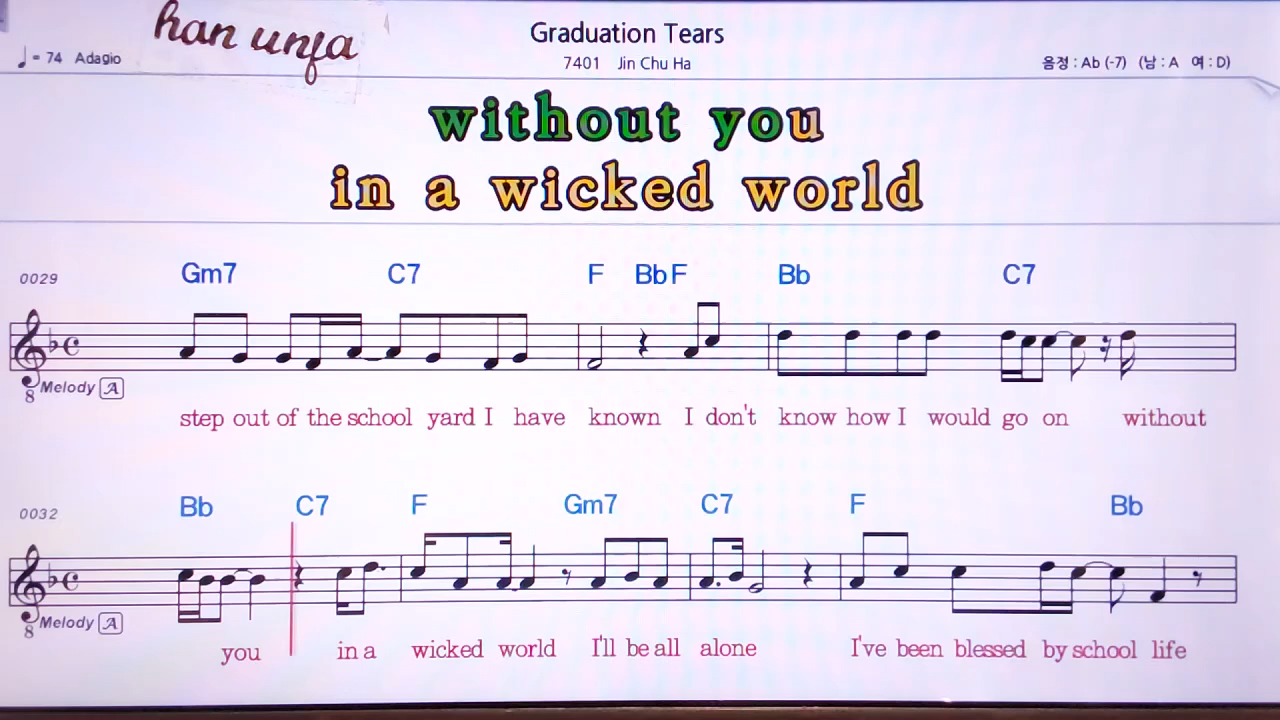 han unja
Graduation Tears
♩= 74 Adagio
7401 Jin Chu Ha
음정 : Ab (-7) (남 : A 여 : D)
without you
in a wicked world
0029 Gm7 C7 F Bb F Bb C7
8 Melody A
step out of the school yard I have known I don't know how I would go on without
0032 Bb C7 F Gm7 C7 F Bb
8 Melody A
you in a wicked world I'll be all alone I've been blessed by school life